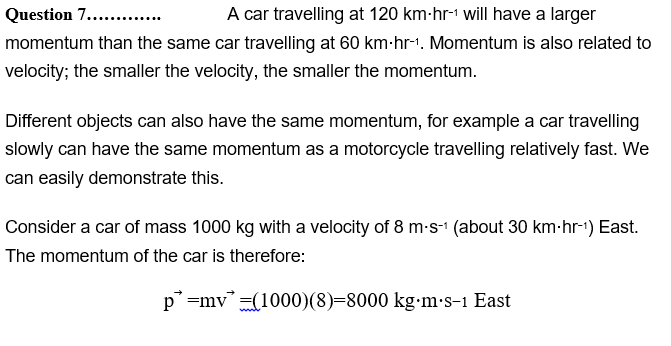 Question 7………….. A car travelling at 120 km·hr-1 will have a larger
momentum than the same car travelling at 60 km·hr-1. Momentum is also related to
velocity; the smaller the velocity, the smaller the momentum.
Different objects can also have the same momentum, for example a car travelling
slowly can have the same momentum as a motorcycle travelling relatively fast. We
can easily demonstrate this.
Consider a car of mass 1000 kg with a velocity of 8 m·s-1 (about 30 km·hr-1) East.
The momentum of the car is therefore:
p⃗ =mv⃗ =(1000)(8)=8000 kg·m·s−1 East